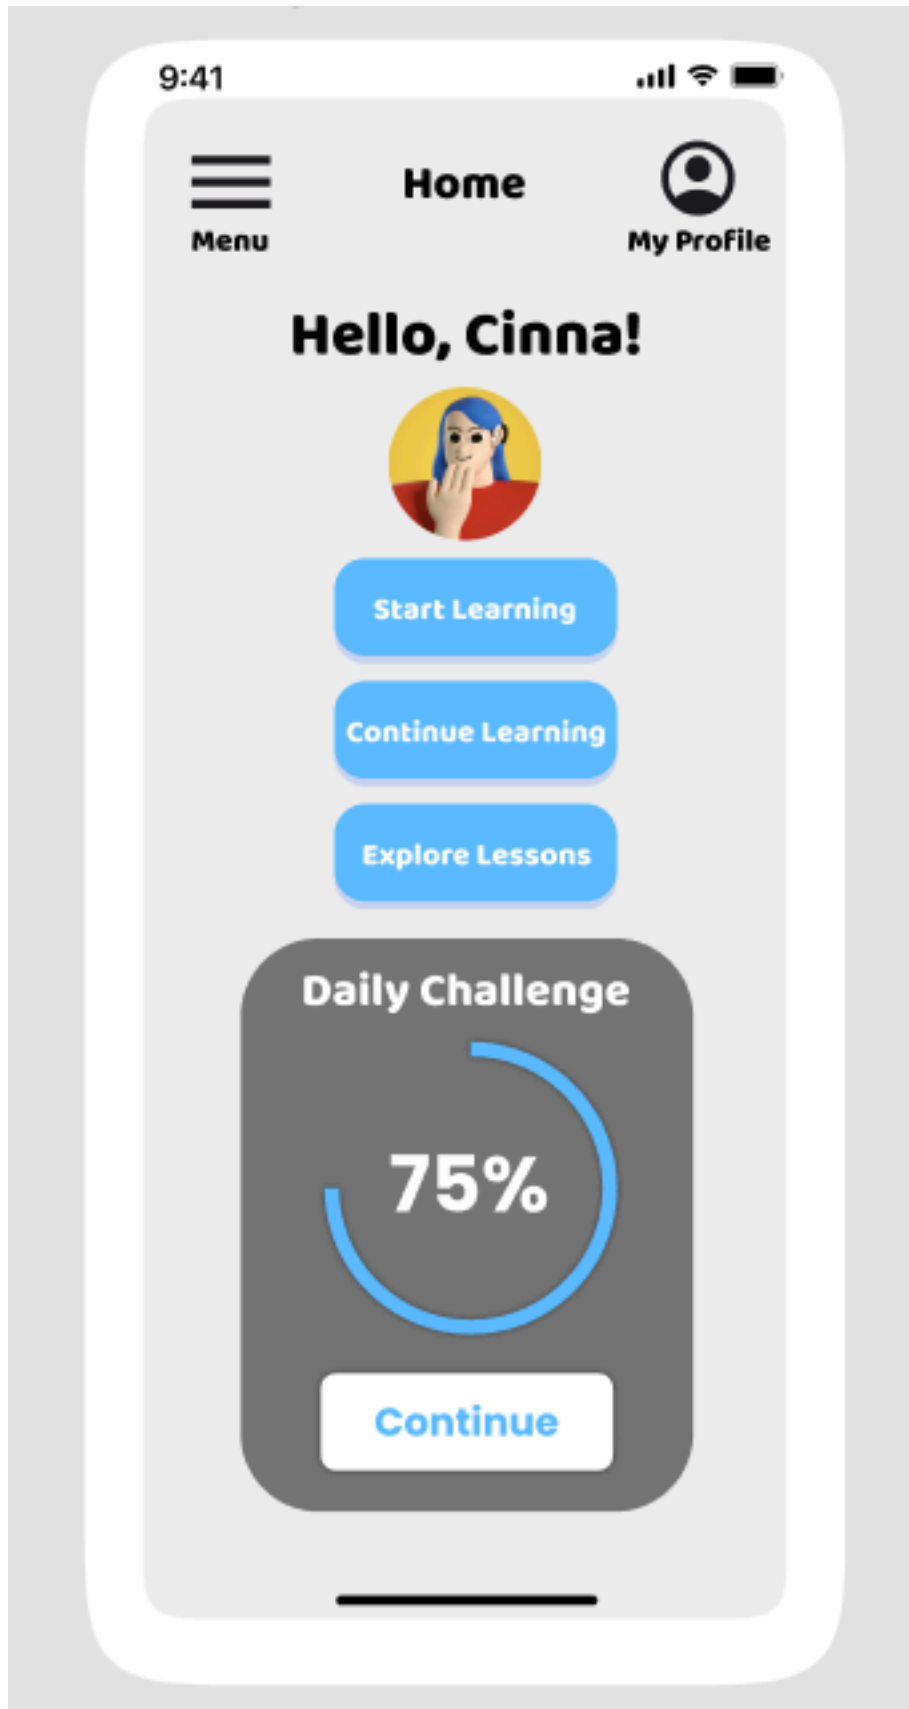 9:41
Home
Menu
My Profile
Hello, Cinna!
Start Learning
Continue Learning
Explore Lessons
Daily Challenge
75%
Continue